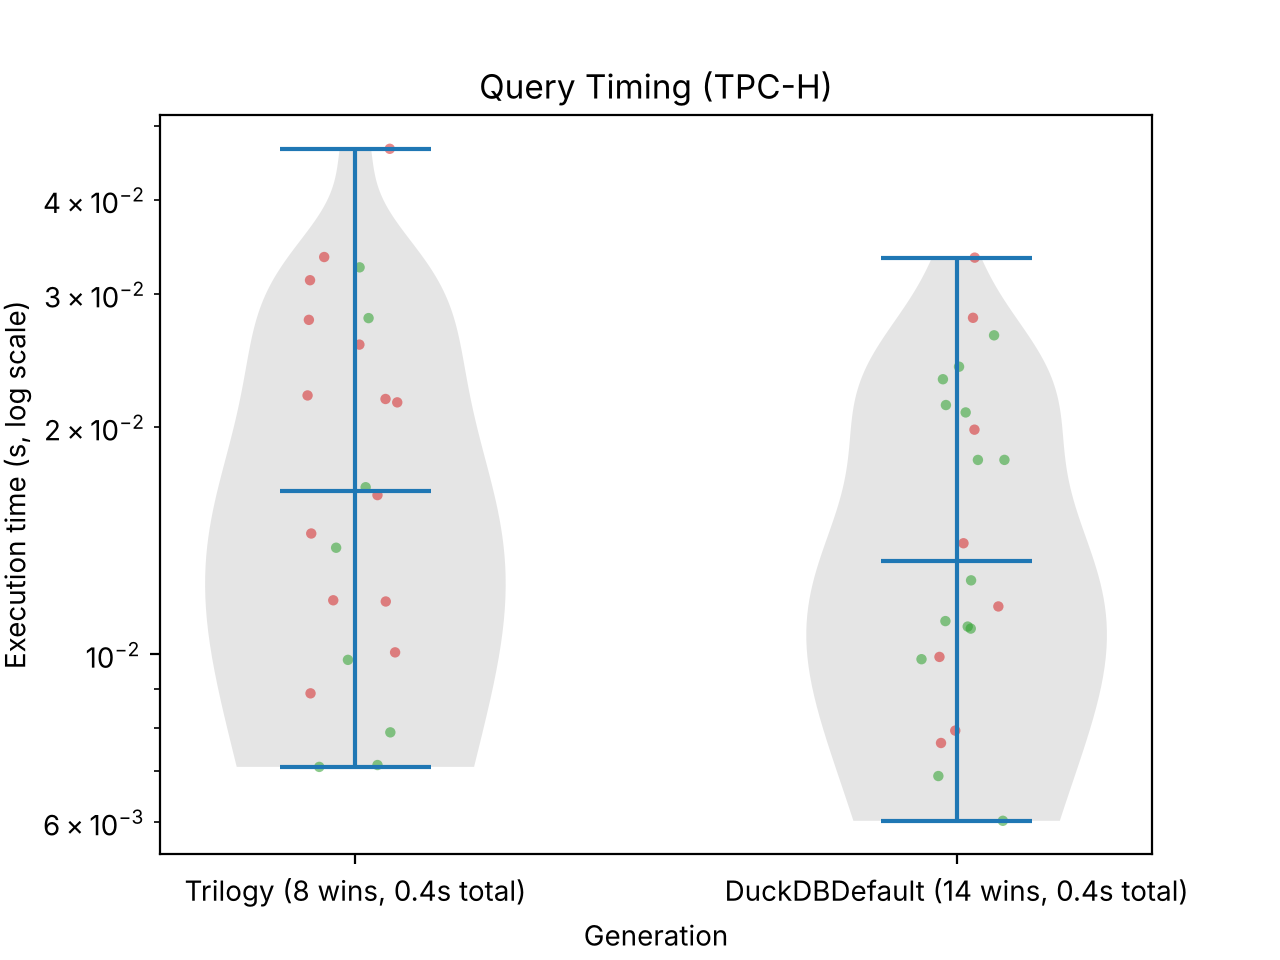 Query Timing (TPC-H)
Execution time (s, log scale)
4 × 10⁻²
3 × 10⁻²
2 × 10⁻²
10⁻²
6 × 10⁻³
Trilogy (8 wins, 0.4s total)
DuckDBDefault (14 wins, 0.4s total)
Generation